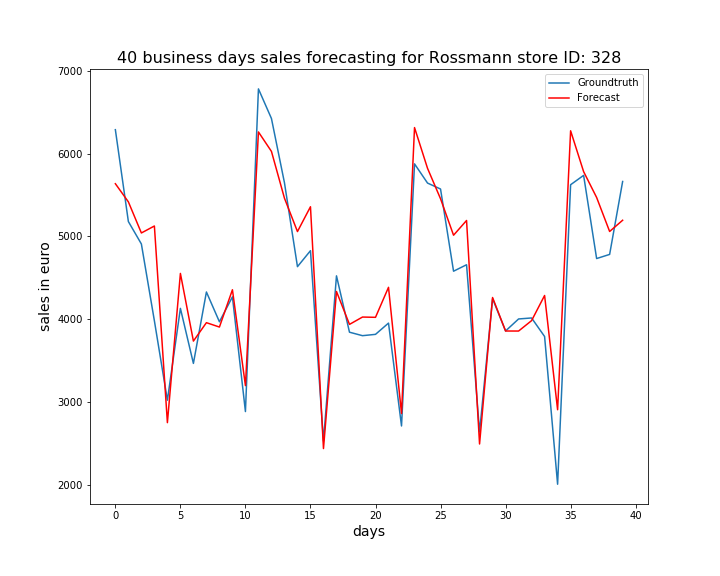 40 business days sales forecasting for Rossmann store ID: 328
Groundtruth
Forecast
sales in euro
7000
6000
5000
4000
3000
2000
0 5 10 15 20 25 30 35 40
days